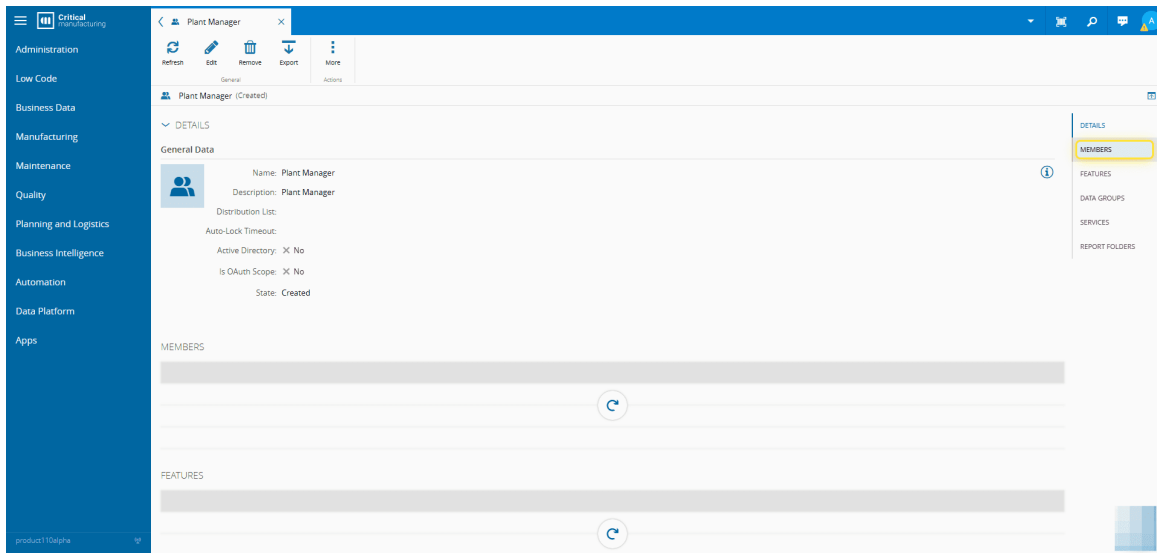 Critical
manufacturing
Plant Manager
A
Administration
Low Code
Business Data
Manufacturing
Maintenance
Quality
Planning and Logistics
Business Intelligence
Automation
Data Platform
Apps
product110alpha
Refresh Edit Remove Export More
General Actions
Plant Manager (Created)
DETAILS
General Data
Name: Plant Manager
Description: Plant Manager
Distribution List:
Auto-Lock Timeout:
Active Directory: No
Is OAuth Scope: No
State: Created
MEMBERS
FEATURES
DETAILS
MEMBERS
FEATURES
DATA GROUPS
SERVICES
REPORT FOLDERS